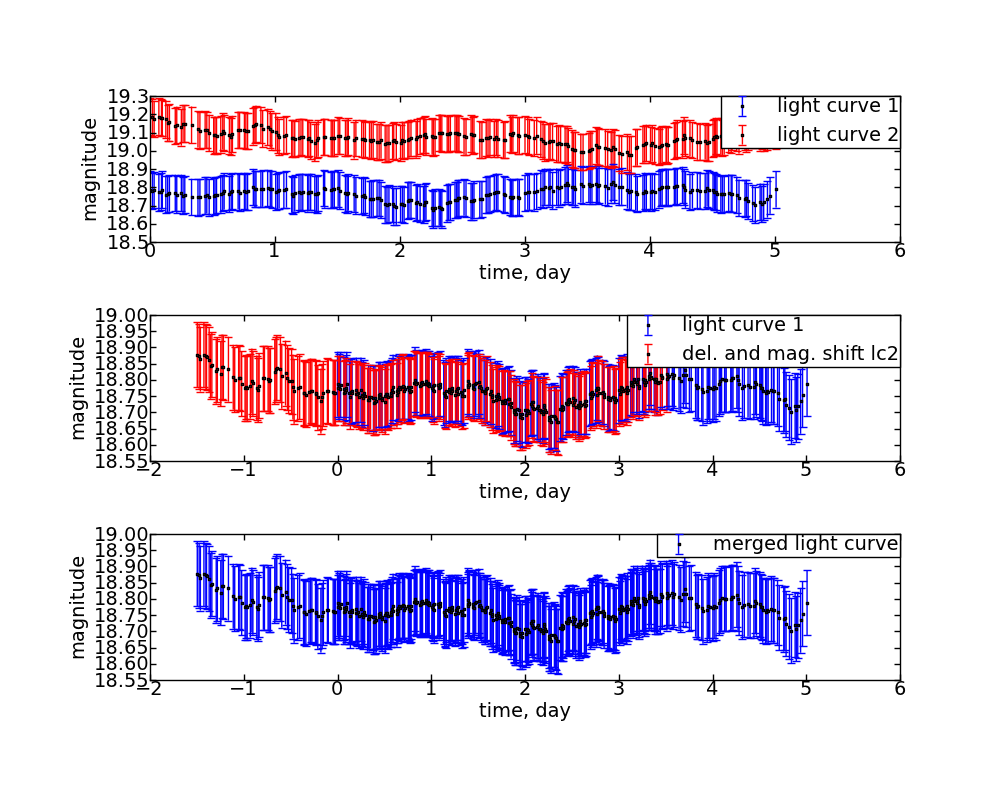 19.3
19.2
19.1
19.0
18.9
18.8
18.7
18.6
18.5
magnitude
light curve 1
light curve 2
0 1 2 3 4 5 6
time, day
19.00
18.95
18.90
18.85
18.80
18.75
18.70
18.65
18.60
18.55
magnitude
light curve 1
del. and mag. shift lc2
−2 −1 0 1 2 3 4 5 6
time, day
19.00
18.95
18.90
18.85
18.80
18.75
18.70
18.65
18.60
18.55
magnitude
merged light curve
−2 −1 0 1 2 3 4 5 6
time, day